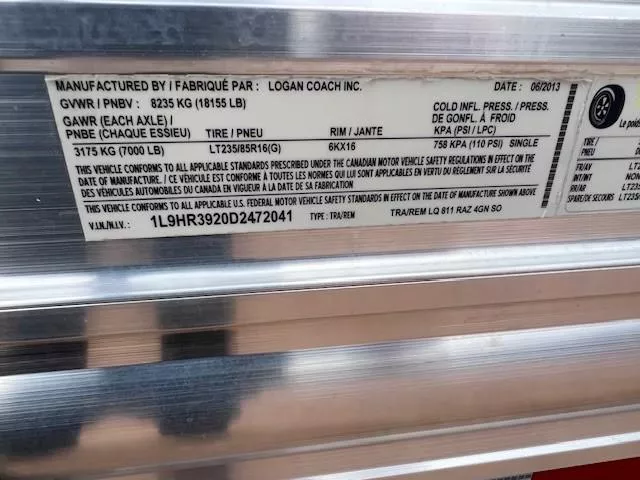 MANUFACTURED BY / FABRIQUÉ PAR : LOGAN COACH INC. DATE : 06/2013
GVWR / PNBV : 8235 KG (18155 LB)
GAWR (EACH AXLE) / PNBE (CHAQUE ESSIEU) TIRE / PNEU RIM / JANTE COLD INFL. PRESS. / PRESS. DE GONFL. À FROID KPA (PSI / LPC)
3175 KG (7000 LB) LT235/85R16(G) 6KX16 758 KPA (110 PSI) SINGLE
THIS VEHICLE CONFORMS TO ALL APPLICABLE STANDARDS PRESCRIBED UNDER THE CANADIAN MOTOR VEHICLE SAFETY REGULATIONS IN EFFECT ON THE
DATE OF MANUFACTURE / CE VÉHICULE EST CONFORME À TOUTES LES NORMES QUI LUI SONT APPLICABLES EN VERTU DU RÈGLEMENT SUR LA SÉCURITÉ
DES VÉHICULES AUTOMOBILES DU CANADA EN VIGUEUR À LA DATE DE SA FABRICATION
THIS VEHICLE CONFORMS TO ALL APPLICABLE U.S. FEDERAL MOTOR VEHICLE SAFETY STANDARDS IN EFFECT ON THE DATE OF MANUFACTURE SHOWN ABOVE
V.I.N./N.I.V.: 1L9HR3920D2472041 TYPE : TRA/REM TRA/REM LQ 811 RAZ 4GN SO
Le poids
TIRE /
PNEU
FR/AV
INT/INT NON
RR/AR
SPARE/DE SECOURS